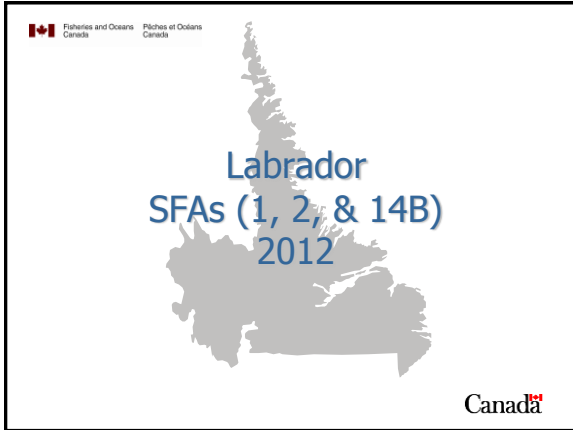 Fisheries and Oceans Pêches et Océans
Canada Canada
Labrador
SFAs (1, 2, & 14B)
2012
Canada